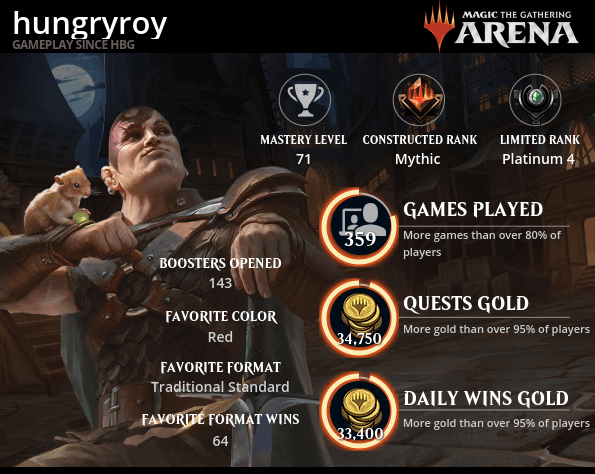 hungryroy
GAMEPLAY SINCE HBG
MAGIC THE GATHERING
ARENA
MASTERY LEVEL
71
CONSTRUCTED RANK
Mythic
LIMITED RANK
Platinum 4
GAMES PLAYED
359
More games than over 80% of
players
BOOSTERS OPENED
143
QUESTS GOLD
34,750
More gold than over 95% of players
FAVORITE COLOR
Red
FAVORITE FORMAT
Traditional Standard
DAILY WINS GOLD
33,400
More gold than over 95% of players
FAVORITE FORMAT WINS
64